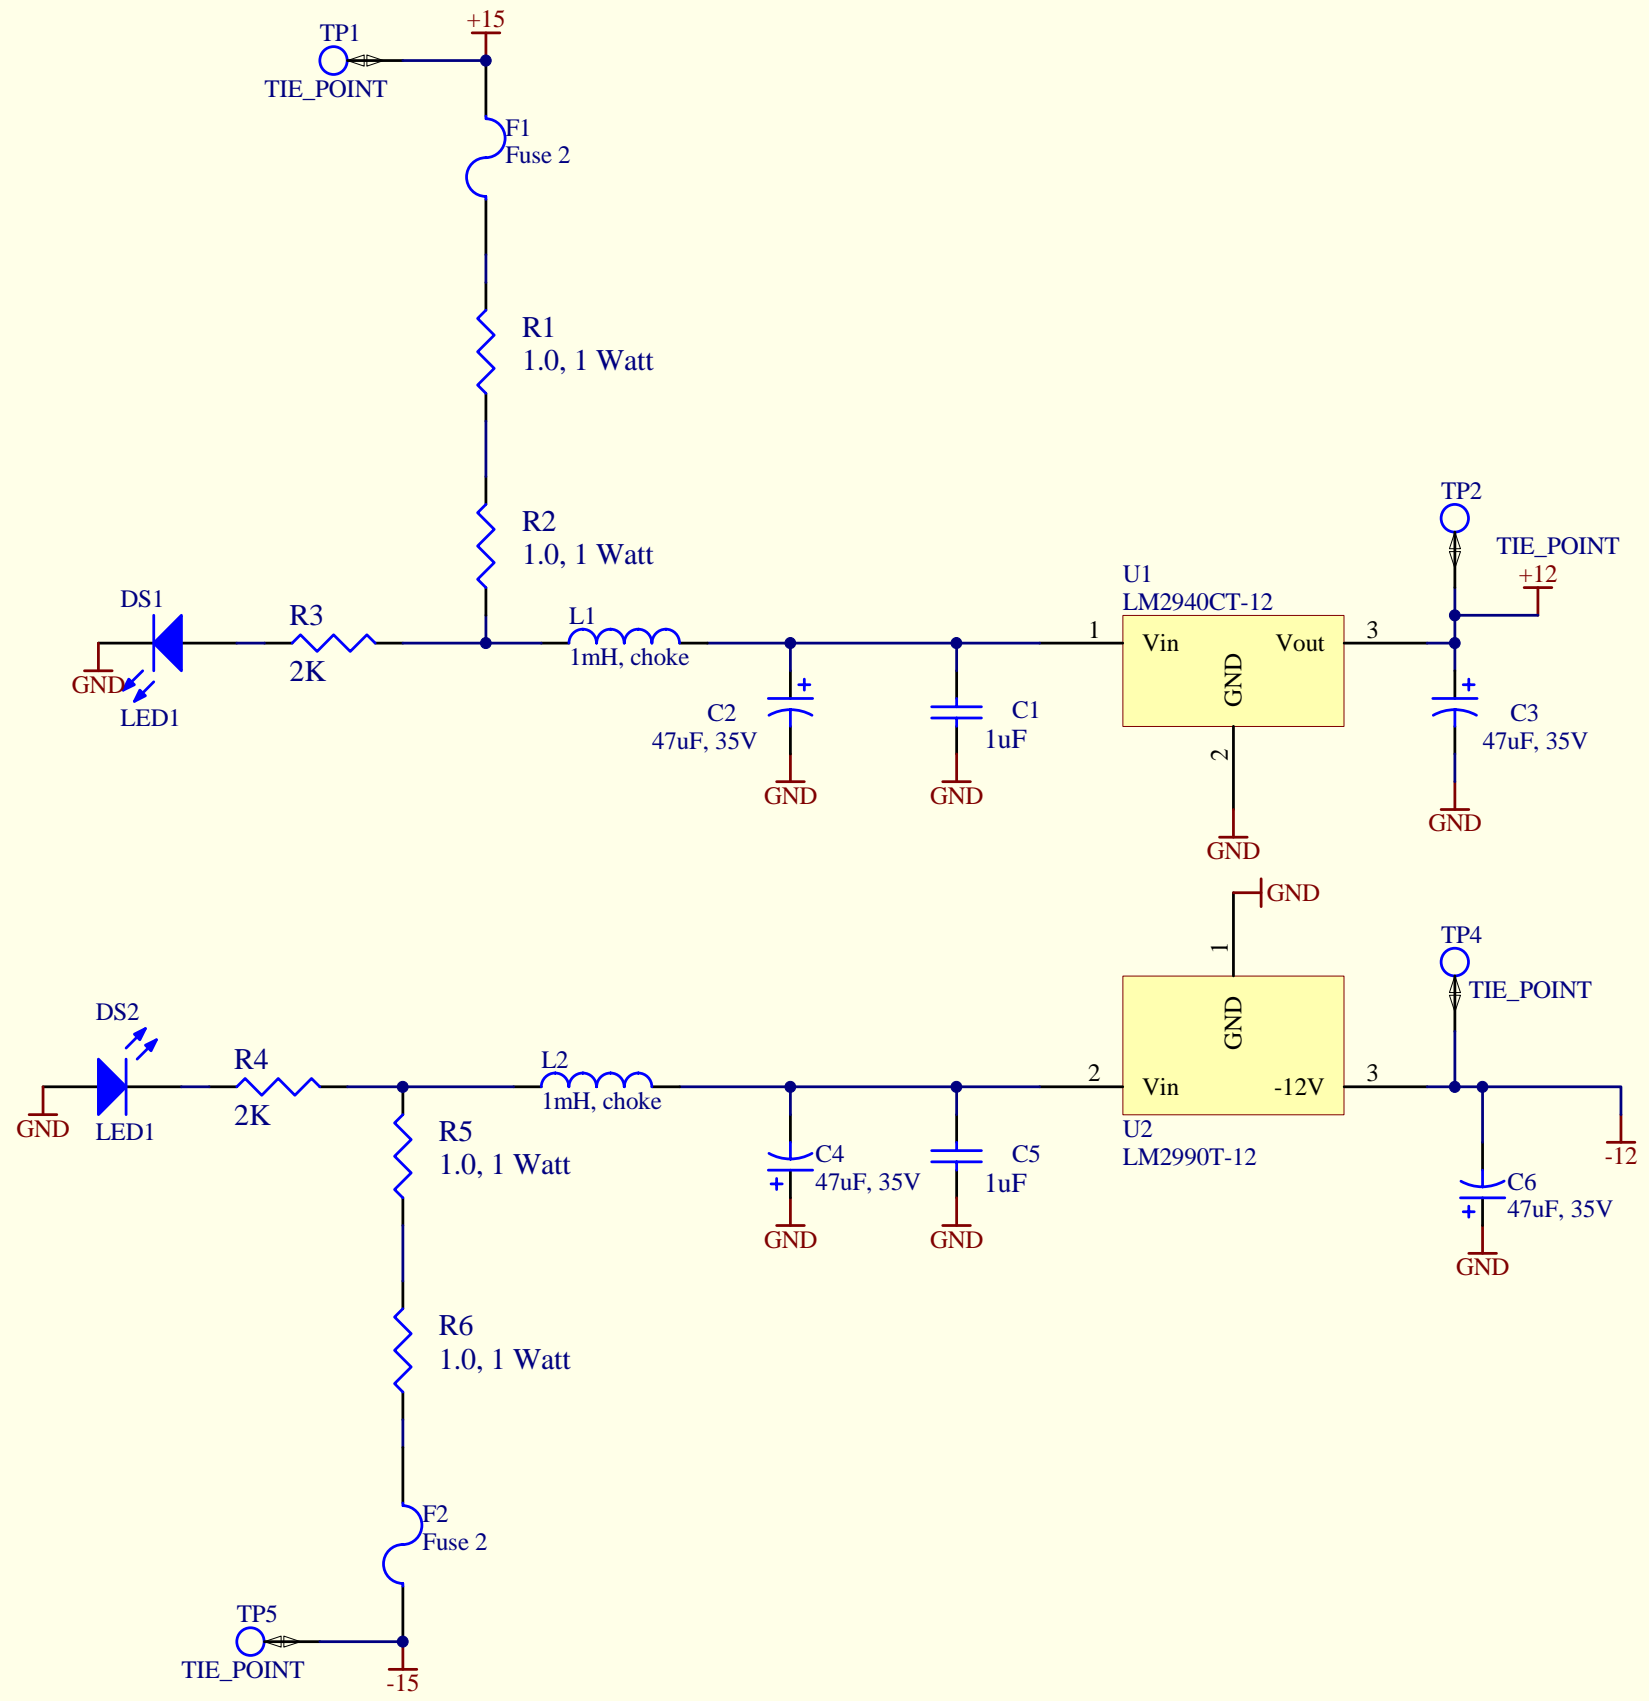 +15
TP1
TIE_POINT
F1
Fuse 2
R1
1.0, 1 Watt
R2
1.0, 1 Watt
TP2
TIE_POINT
+12
DS1
GND
LED1
R3
2K
L1
1mH, choke
C2
47uF, 35V
GND
C1
1uF
GND
U1
LM2940CT-12
1
Vin
Vout
3
GND
2
GND
C3
47uF, 35V
GND
GND
1
TP4
TIE_POINT
DS2
GND
LED1
R4
2K
L2
1mH, choke
R5
1.0, 1 Watt
C4
47uF, 35V
GND
C5
1uF
GND
2
Vin
GND
-12V
3
U2
LM2990T-12
-12
C6
47uF, 35V
GND
R6
1.0, 1 Watt
F2
Fuse 2
TP5
TIE_POINT
-15